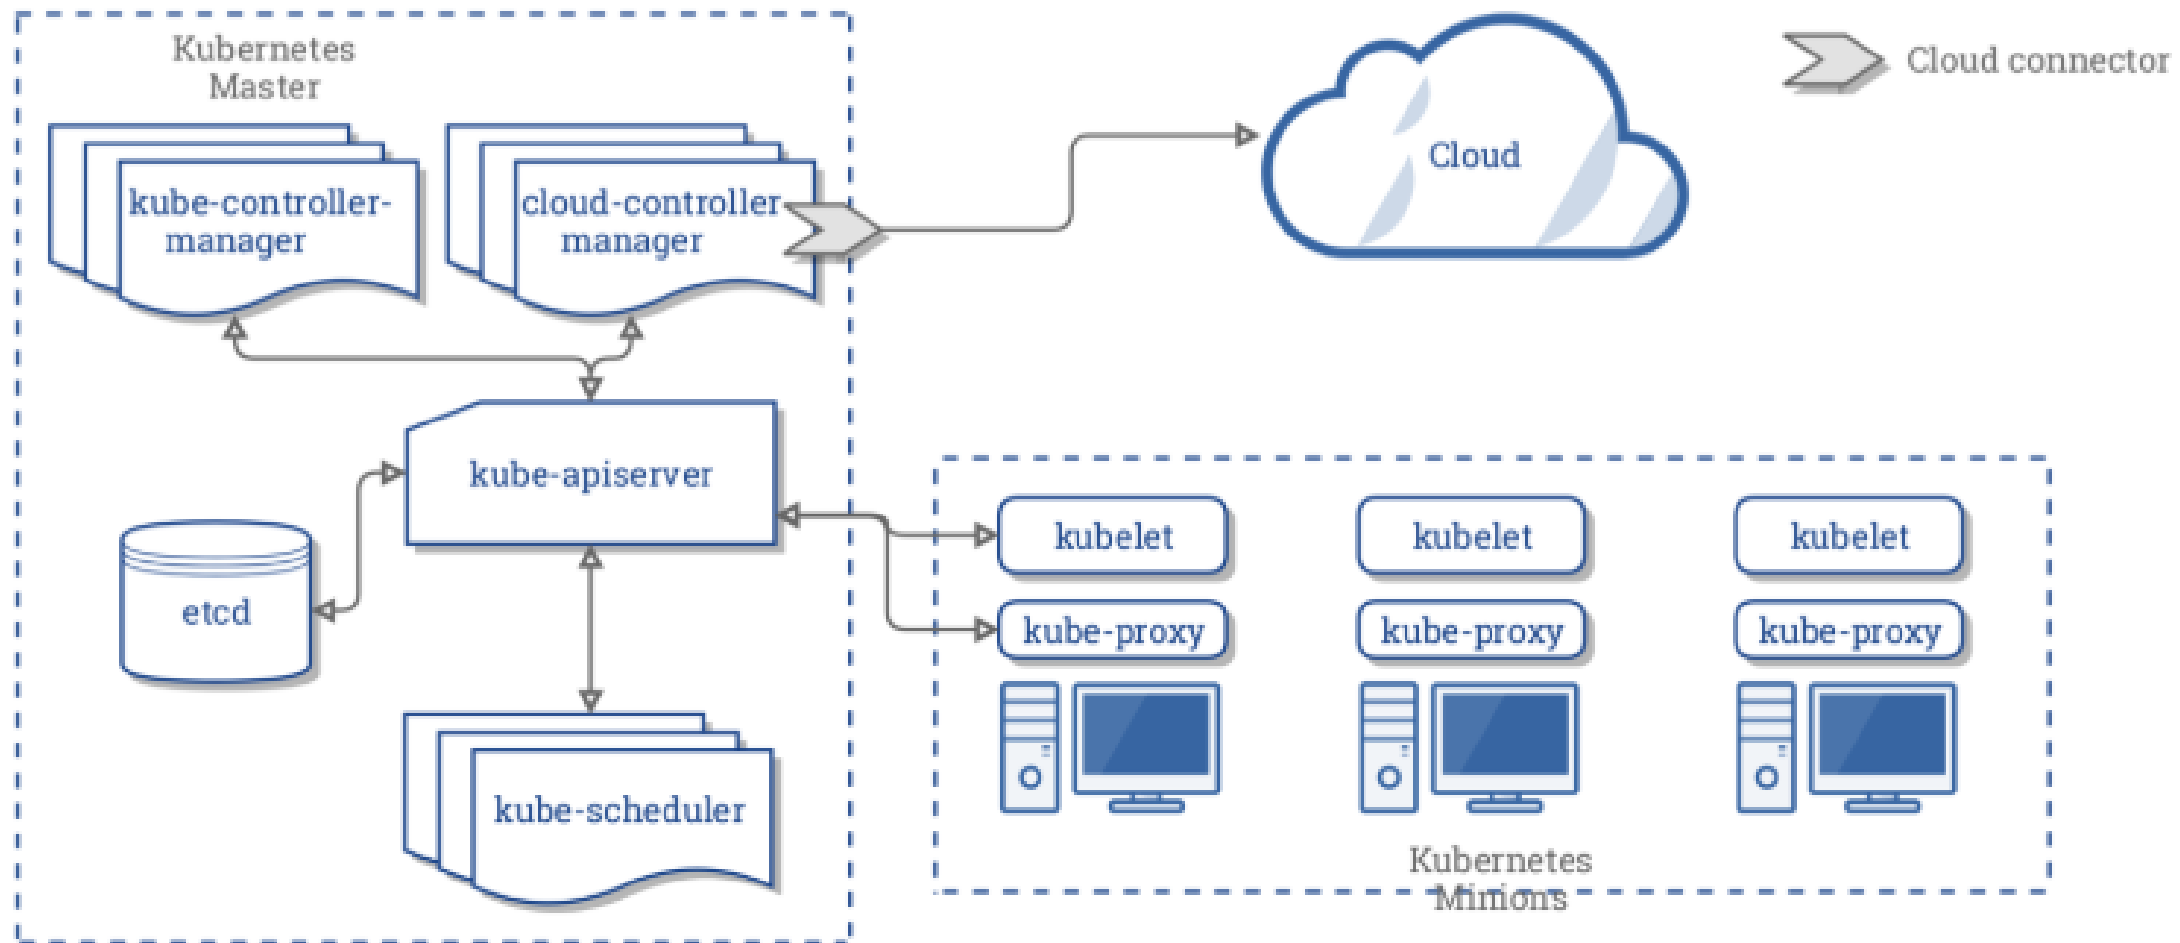 Kubernetes
Master
Cloud connector
kube-controller-
manager
cloud-controller
manager
Cloud
kube-apiserver
etcd
kube-scheduler
kubelet
kubelet
kubelet
kube-proxy
kube-proxy
kube-proxy
Kubernetes
Minions